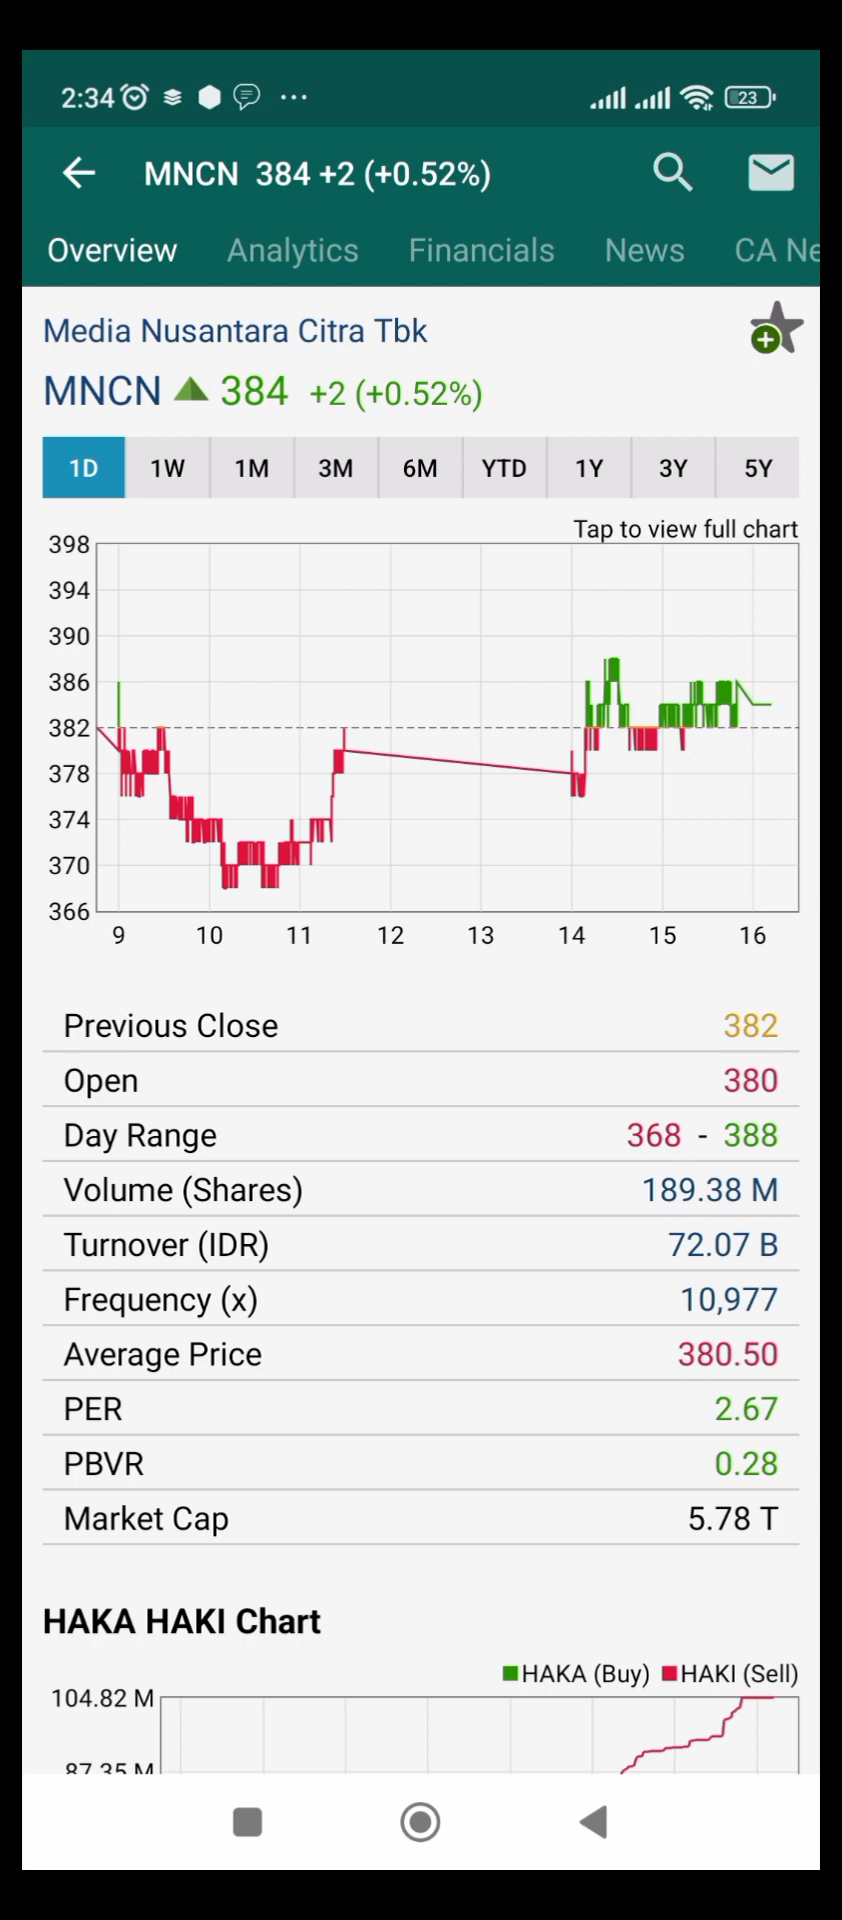 2:34 ... 23
MNCN 384 +2 (+0.52%)
Overview Analytics Financials News CA Ne
Media Nusantara Citra Tbk
MNCN 384 +2 (+0.52%)
1D 1W 1M 3M 6M YTD 1Y 3Y 5Y
Tap to view full chart
398
394
390
386
382
378
374
370
366
9 10 11 12 13 14 15 16
Previous Close 382
Open 380
Day Range 368 - 388
Volume (Shares) 189.38 M
Turnover (IDR) 72.07 B
Frequency (x) 10,977
Average Price 380.50
PER 2.67
PBVR 0.28
Market Cap 5.78 T
HAKA HAKI Chart
HAKA (Buy) HAKI (Sell)
104.82 M
87.35 M